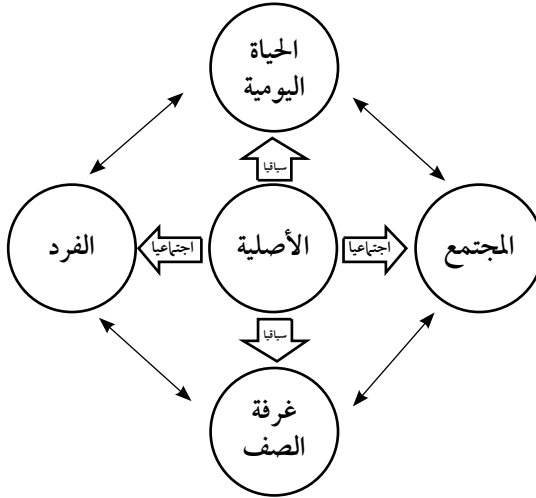 الحياة
اليومية
سياقيا
المجتمع
اجتماعيا
الأصلية
اجتماعيا
الفرد
سياقيا
غرفة
الصف